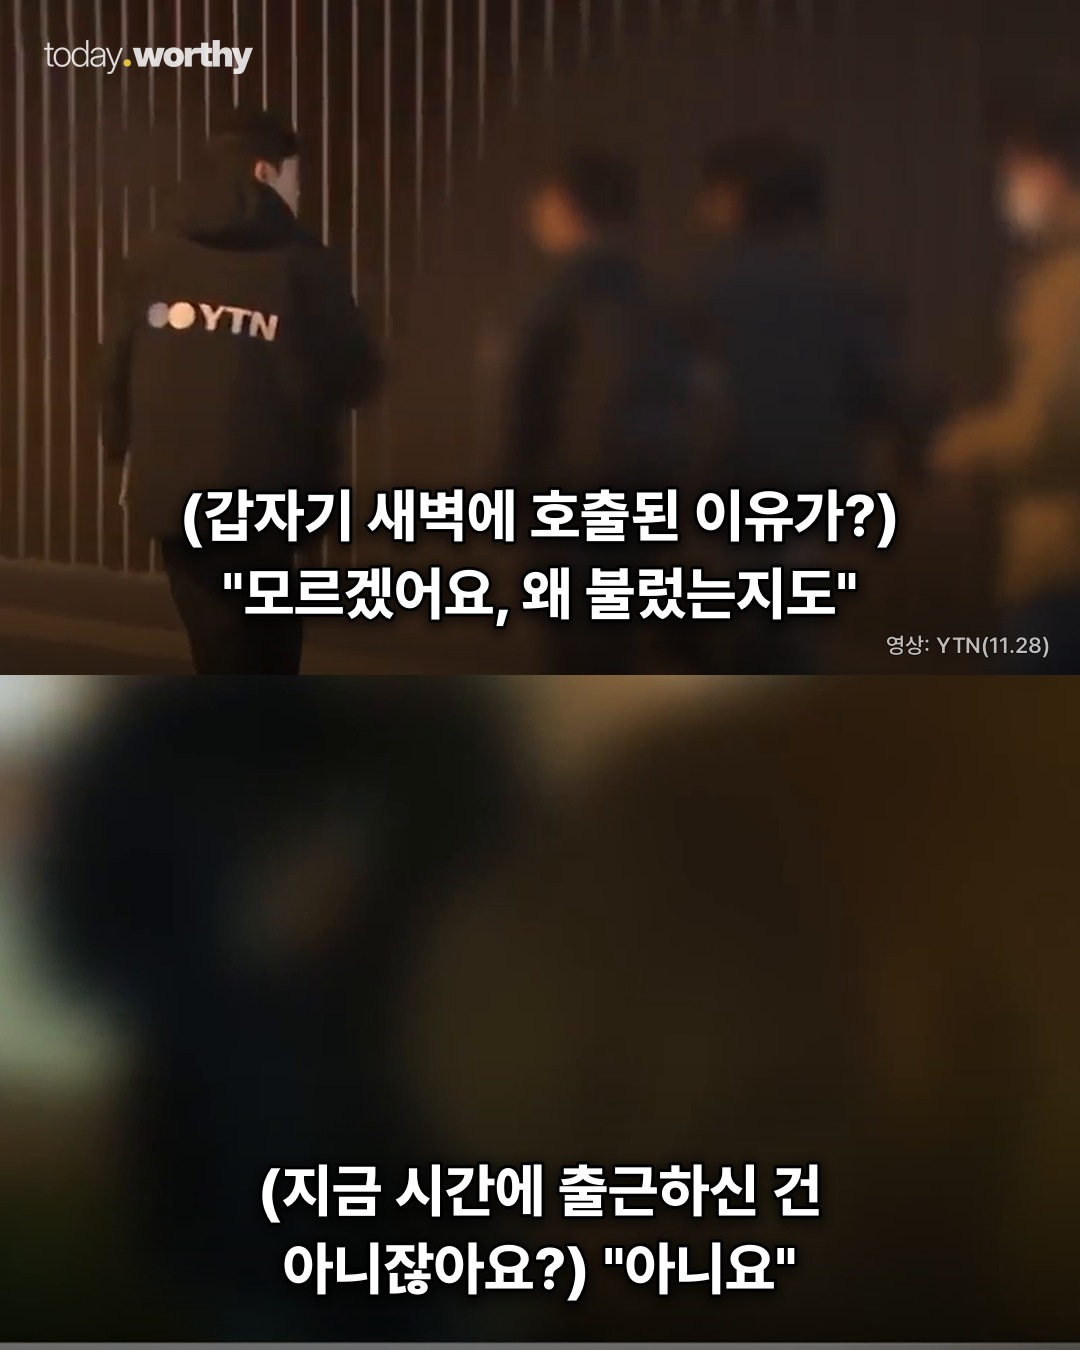 today.worthy
YTN
(갑자기 새벽에 호출된 이유가?)
"모르겠어요, 왜 불렀는지도"
영상: YTN(11.28)
(지금 시간에 출근하신 건
아니잖아요?) "아니요"